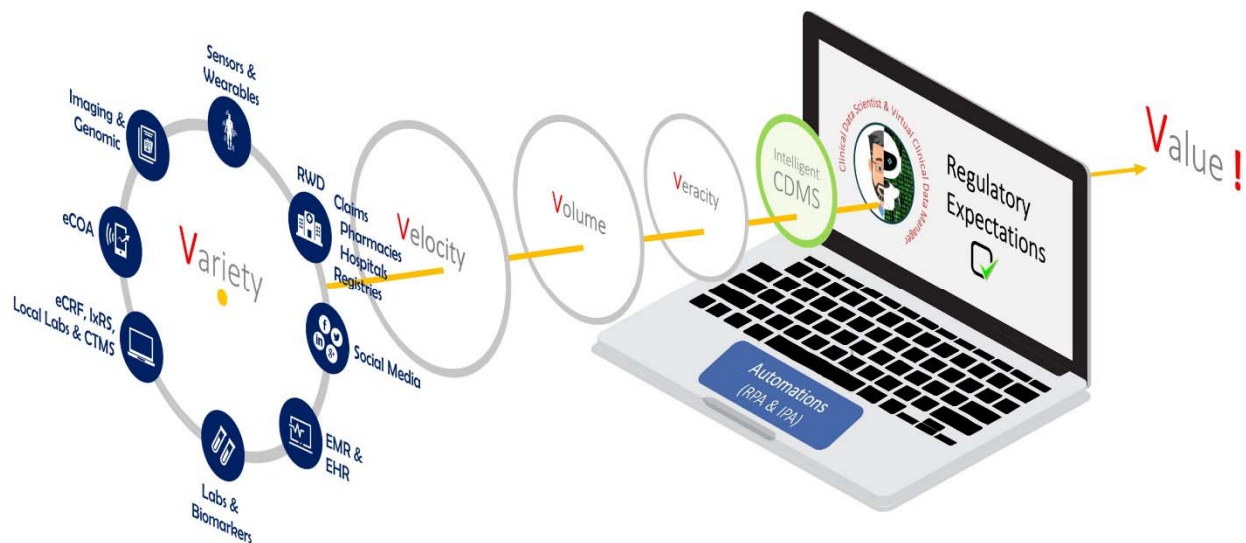 Sensors &
Wearables
Imaging &
Genomic
eCOA
eCRF, IxRS,
Local Labs & CTMS
Labs &
Biomarkers
EMR &
EHR
Social Media
RWD
Claims
Pharmacies
Hospitals
Registries
Variety
Velocity
Volume
Veracity
Intelligent
CDMS
Clinical Data Scientist & Virtual Clinical Data Manager
Regulatory
Expectations
Automations
(RPA & IPA)
Value !